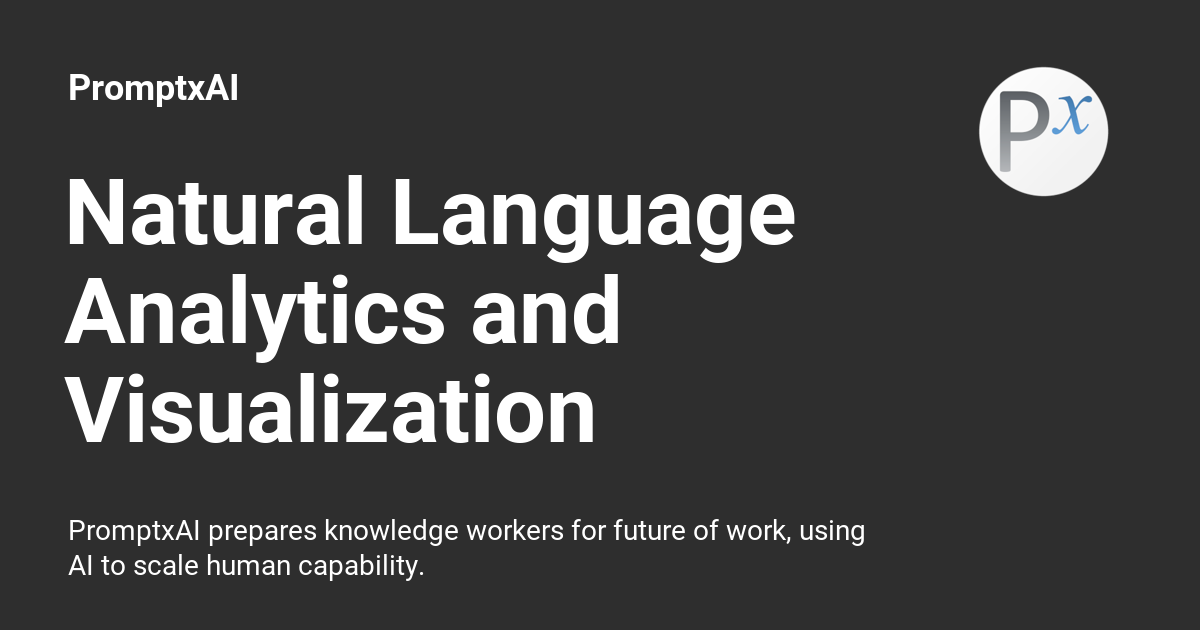 PromptxAI
Px
Natural Language
Analytics and
Visualization
PromptxAI prepares knowledge workers for future of work, using
AI to scale human capability.